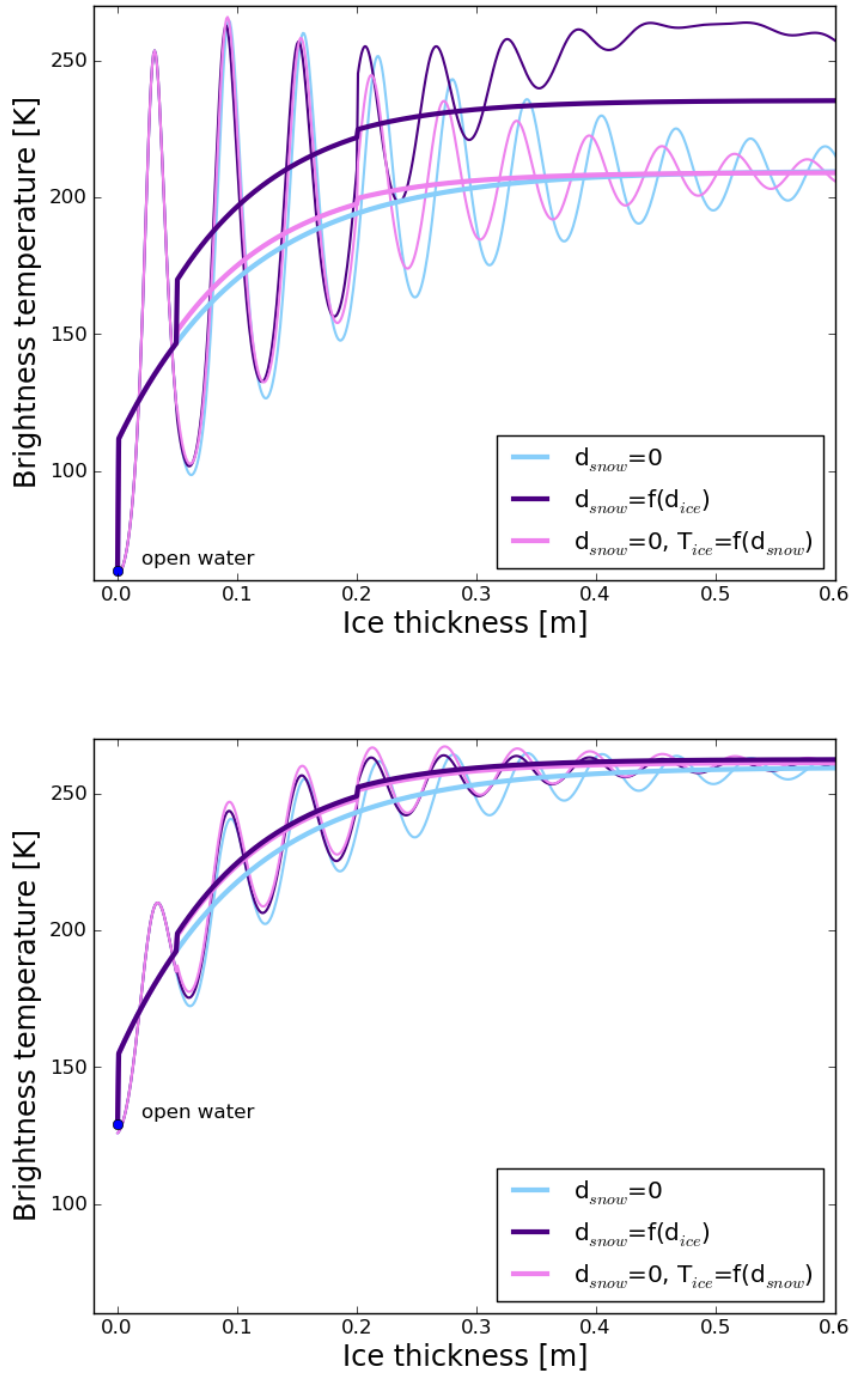 Brightness temperature [K]
250
200
150
100
open water
d_snow=0
d_snow=f(d_ice)
d_snow=0, T_ice=f(d_snow)
0.0 0.1 0.2 0.3 0.4 0.5 0.6
Ice thickness [m]
Brightness temperature [K]
250
200
150
100
open water
d_snow=0
d_snow=f(d_ice)
d_snow=0, T_ice=f(d_snow)
0.0 0.1 0.2 0.3 0.4 0.5 0.6
Ice thickness [m]